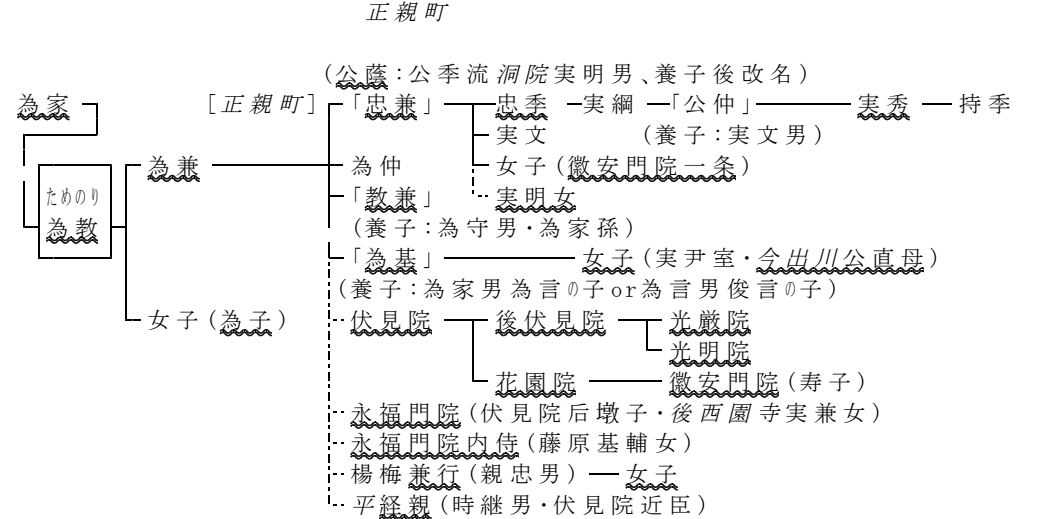 正親町
(公蔭:公季流洞院実明男、養子後改名)
為家 [正親町] 「忠兼」 忠季 実綱 「公仲」 実秀 持季
実文 (養子:実文男)
為兼 為仲 女子(徽安門院一条)
ためのり 「教兼」 実明女
為教 (養子:為守男・為家孫)
「為基」 女子(実尹室・今出川公直母)
(養子:為家男為言の子or為言男俊言の子)
女子(為子) 伏見院 後伏見院 光厳院
光明院
花園院 徽安門院(寿子)
永福門院(伏見院后墩子・後西園寺実兼女)
永福門院内侍(藤原基輔女)
楊梅兼行(親忠男) 女子
平経親(時継男・伏見院近臣)